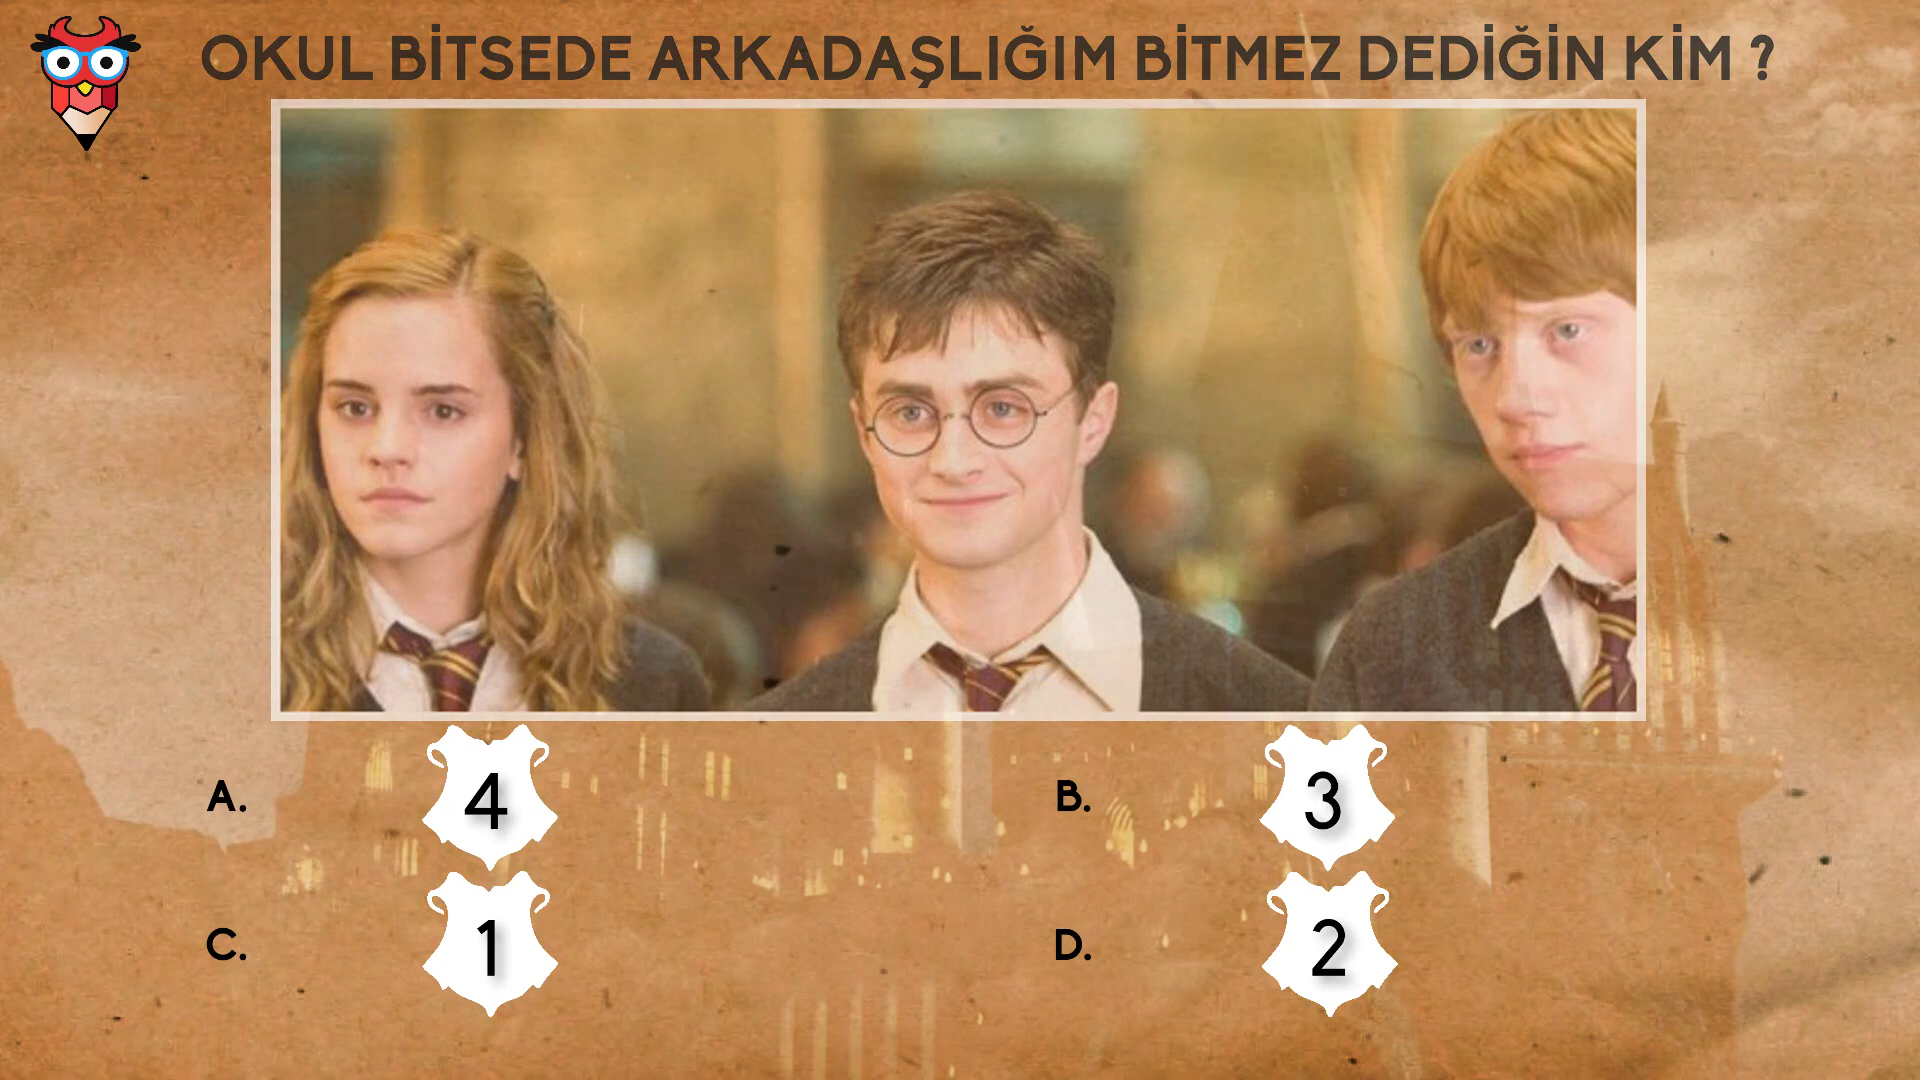 OKUL BİTSEDE ARKADAŞLIĞIM BİTMEZ DEDİĞİN KİM ?
A. 4
B. 3
C. 1
D. 2